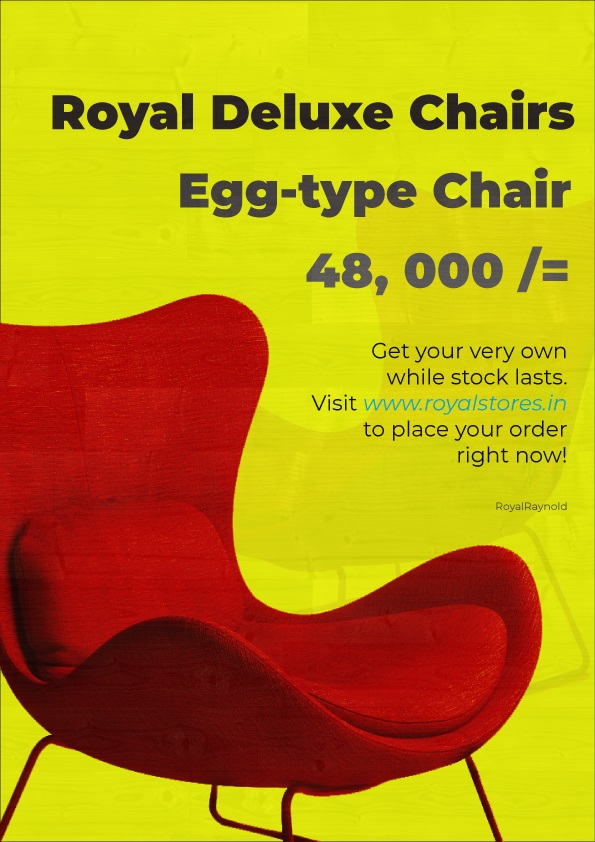 Royal Deluxe Chairs
Egg-type Chair
48, 000 /=
Get your very own
while stock lasts.
Visit www.royalstores.in
to place your order
right now!
RoyalRaynold